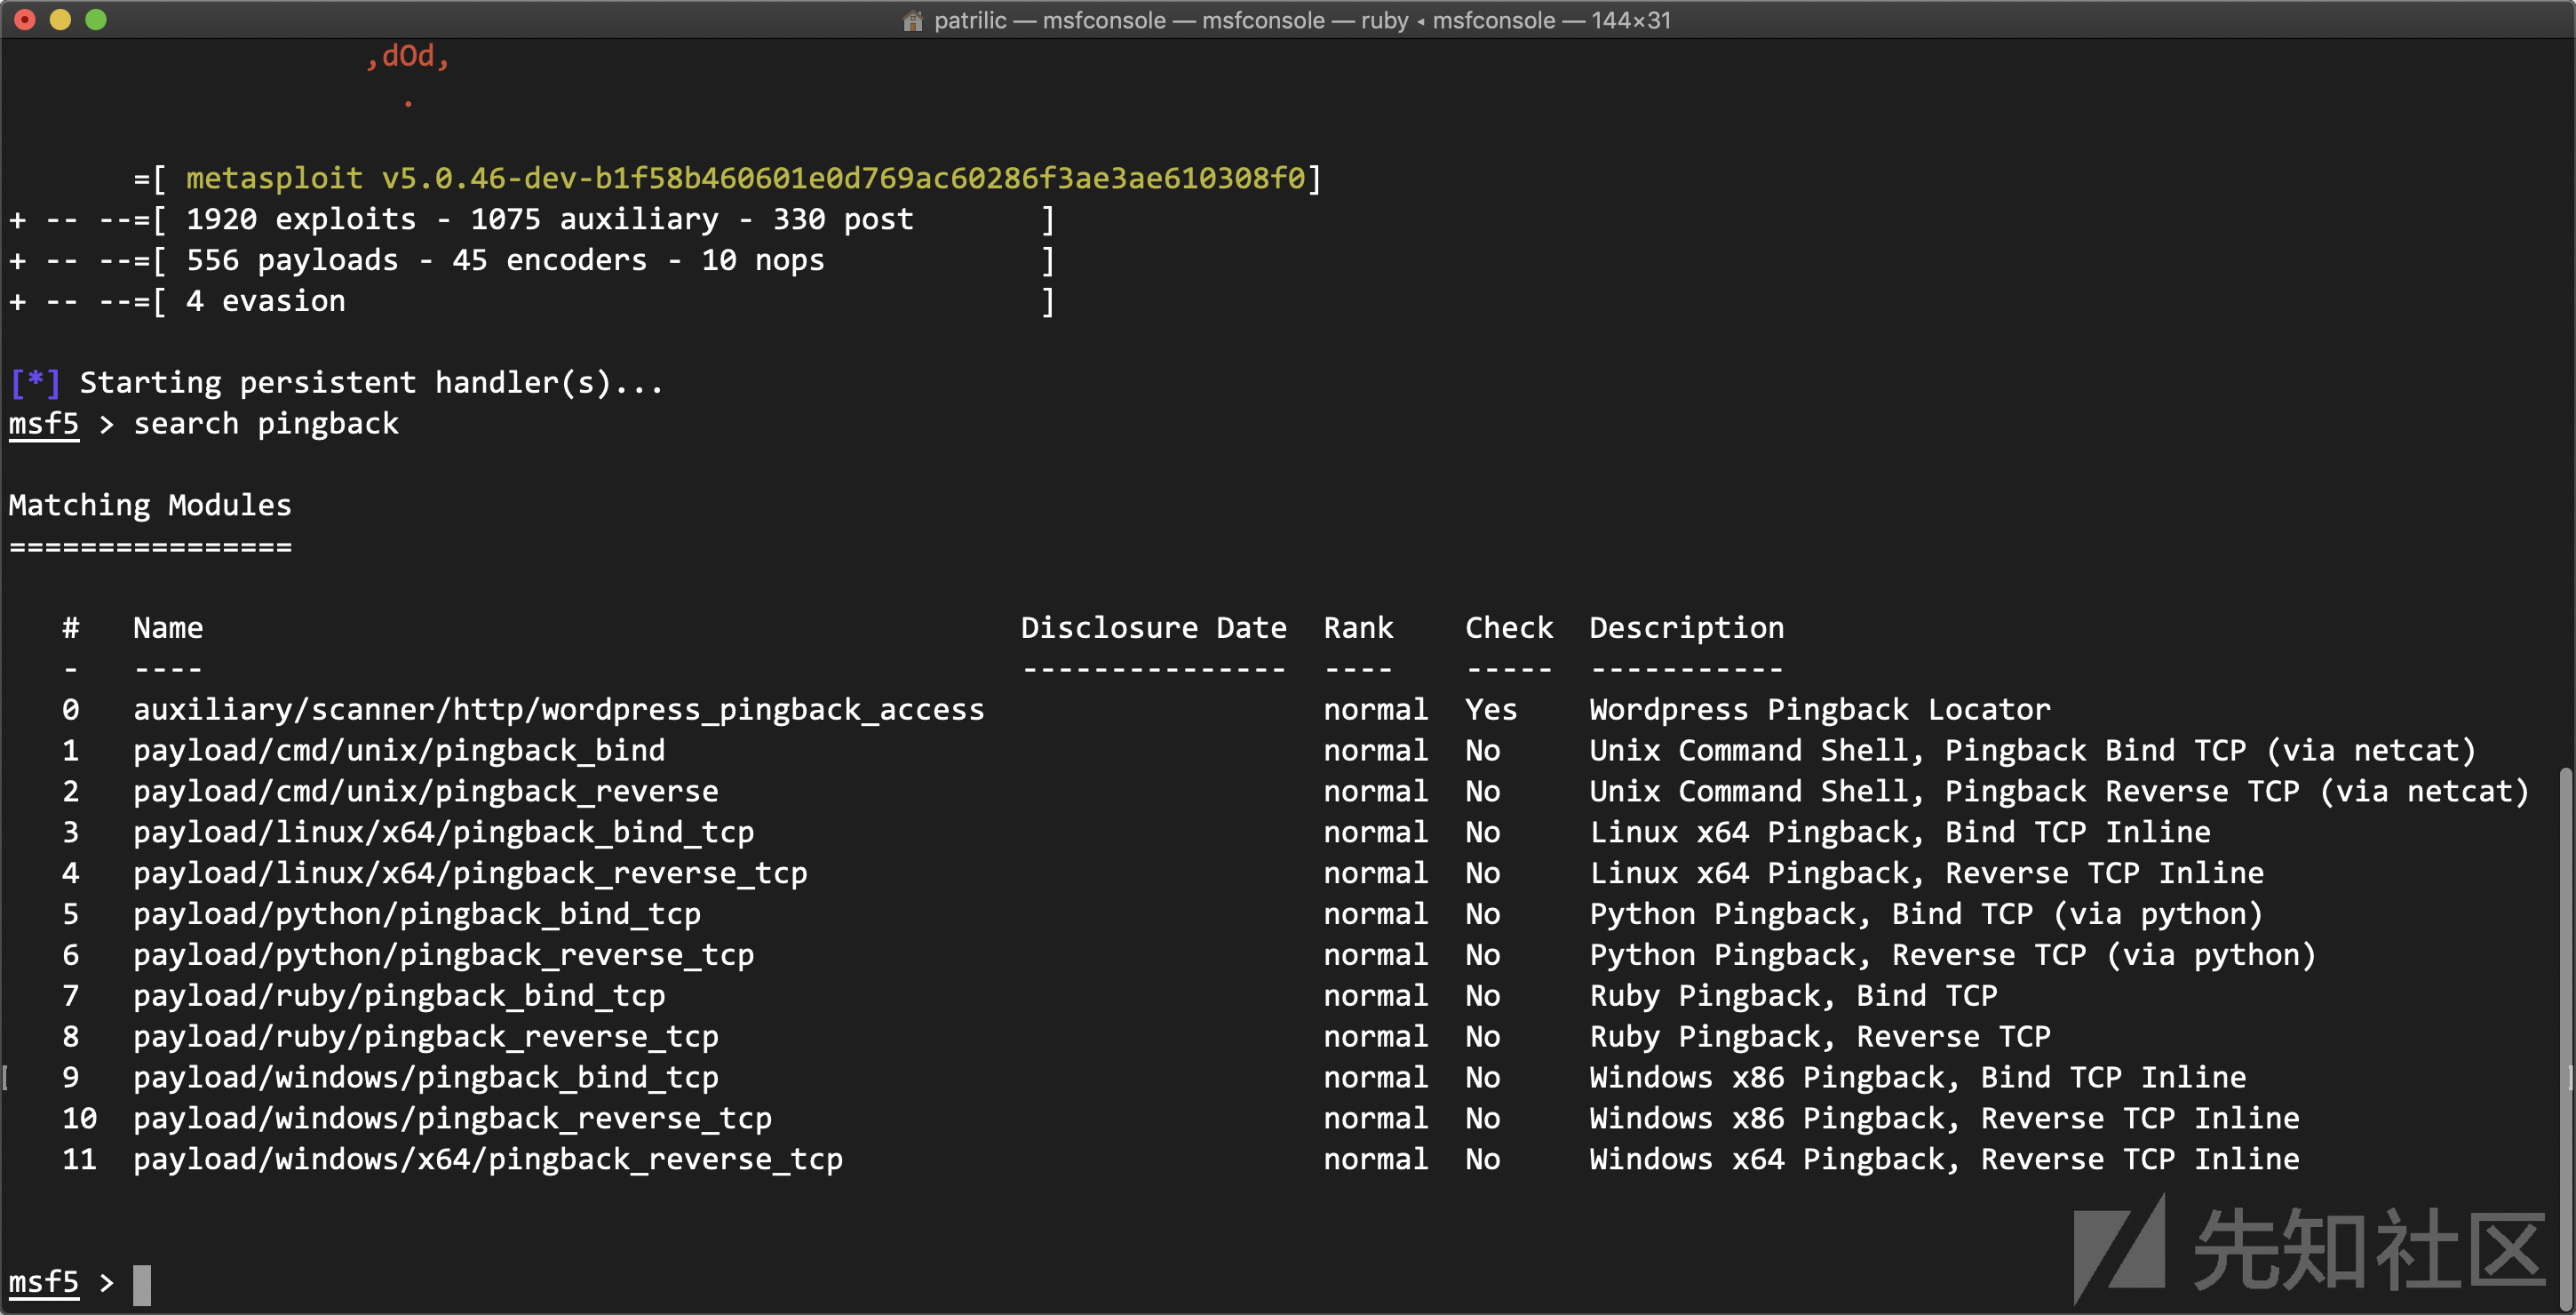 patrilic — msfconsole — msfconsole — ruby ◂ msfconsole — 144×31
,dOd,
.
=[ metasploit v5.0.46-dev-b1f58b460601e0d769ac60286f3ae3ae610308f0]
+ -- --=[ 1920 exploits - 1075 auxiliary - 330 post ]
+ -- --=[ 556 payloads - 45 encoders - 10 nops ]
+ -- --=[ 4 evasion ]
[*] Starting persistent handler(s)...
msf5 > search pingback
Matching Modules
================
# Name Disclosure Date Rank Check Description
- ---- --------------- ---- ----- -----------
0 auxiliary/scanner/http/wordpress_pingback_access normal Yes Wordpress Pingback Locator
1 payload/cmd/unix/pingback_bind normal No Unix Command Shell, Pingback Bind TCP (via netcat)
2 payload/cmd/unix/pingback_reverse normal No Unix Command Shell, Pingback Reverse TCP (via netcat)
3 payload/linux/x64/pingback_bind_tcp normal No Linux x64 Pingback, Bind TCP Inline
4 payload/linux/x64/pingback_reverse_tcp normal No Linux x64 Pingback, Reverse TCP Inline
5 payload/python/pingback_bind_tcp normal No Python Pingback, Bind TCP (via python)
6 payload/python/pingback_reverse_tcp normal No Python Pingback, Reverse TCP (via python)
7 payload/ruby/pingback_bind_tcp normal No Ruby Pingback, Bind TCP
8 payload/ruby/pingback_reverse_tcp normal No Ruby Pingback, Reverse TCP
9 payload/windows/pingback_bind_tcp normal No Windows x86 Pingback, Bind TCP Inline
10 payload/windows/pingback_reverse_tcp normal No Windows x86 Pingback, Reverse TCP Inline
11 payload/windows/x64/pingback_reverse_tcp normal No Windows x64 Pingback, Reverse TCP Inline
msf5 >
先知社区